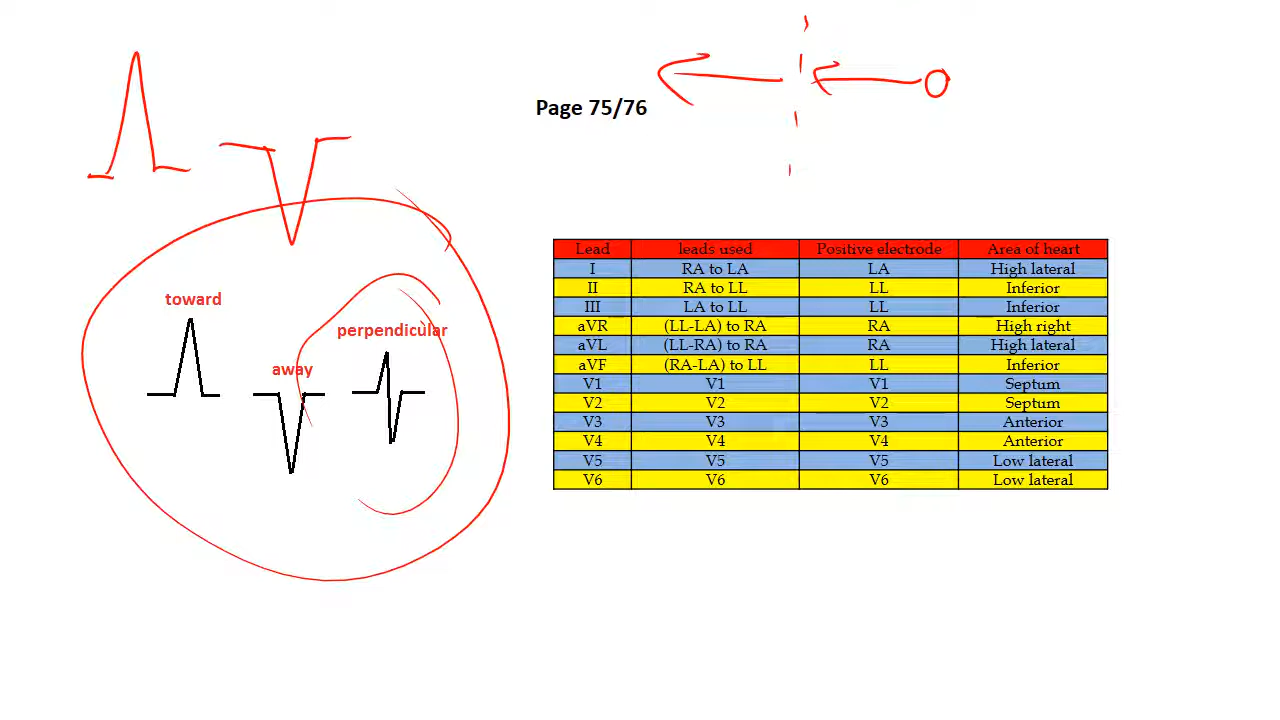 Page 75/76
toward
perpendicular
away
Lead leads used Positive electrode Area of heart
I RA to LA LA High lateral
II RA to LL LL Inferior
III LA to LL LL Inferior
aVR (LL-LA) to RA RA High right
aVL (LL-RA) to RA RA High lateral
aVF (RA-LA) to LL LL Inferior
V1 V1 V1 Septum
V2 V2 V2 Septum
V3 V3 V3 Anterior
V4 V4 V4 Anterior
V5 V5 V5 Low lateral
V6 V6 V6 Low lateral